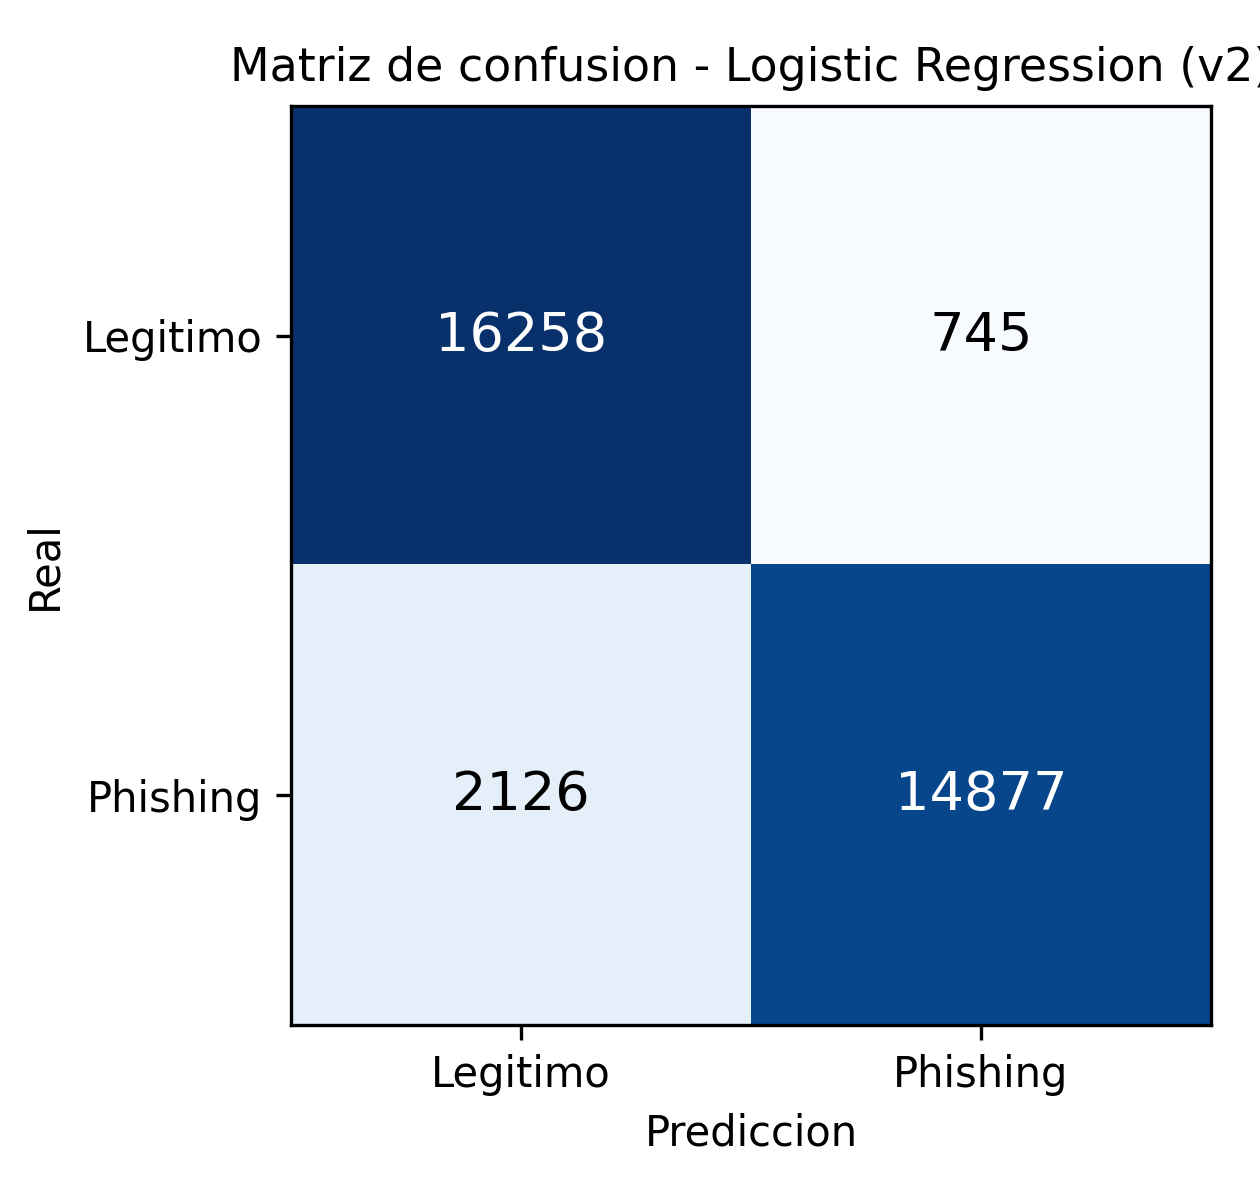 Matriz de confusion - Logistic Regression (v2)
Legitimo
16258
745
Real
Phishing
2126
14877
Legitimo
Phishing
Prediccion